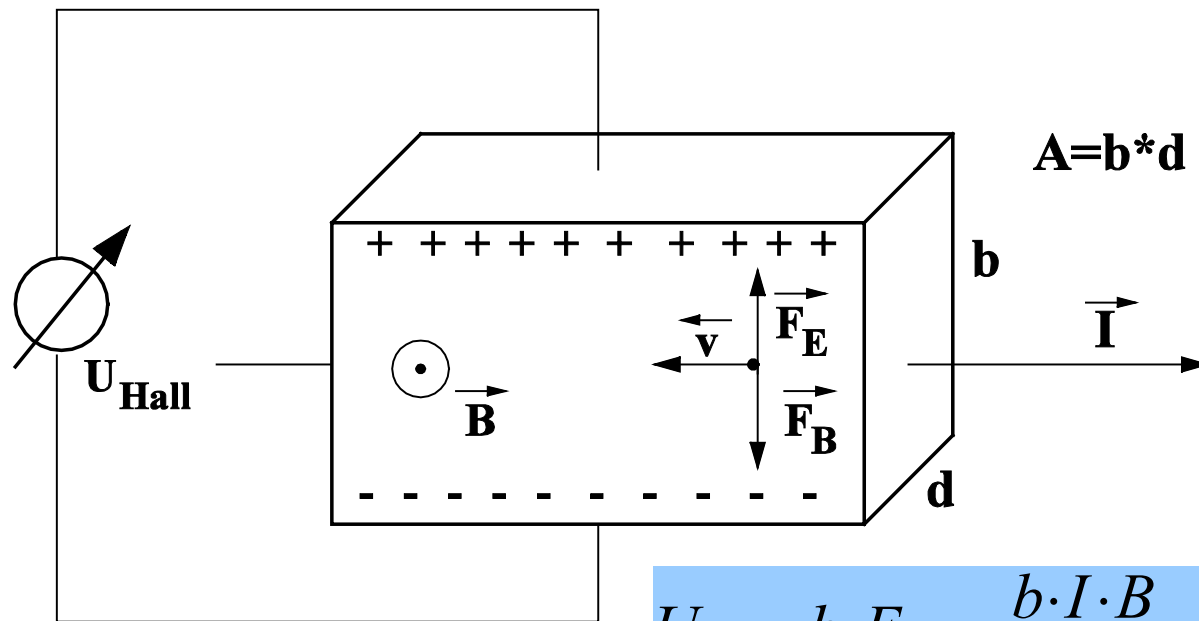 A=b*d
+ + + + + + + + + +
b
F_E
v
I
U_Hall
B
F_B
d
- - - - - - - - - - -
b·I·B